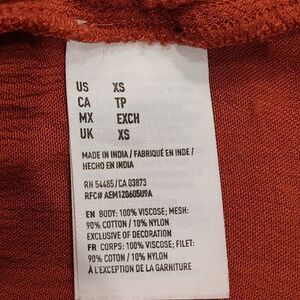 US XS
CA TP
MX EXCH
UK XS
MADE IN INDIA / FABRIQUÉ EN INDE /
HECHO EN INDIA
RN 54485/CA 03873
RFC# AEM120605U9A
EN BODY: 100% VISCOSE; MESH:
90% COTTON / 10% NYLON
EXCLUSIVE OF DECORATION
FR CORPS: 100% VISCOSE; FILET:
90% COTON / 10% NYLON
À L'EXCEPTION DE LA GARNITURE